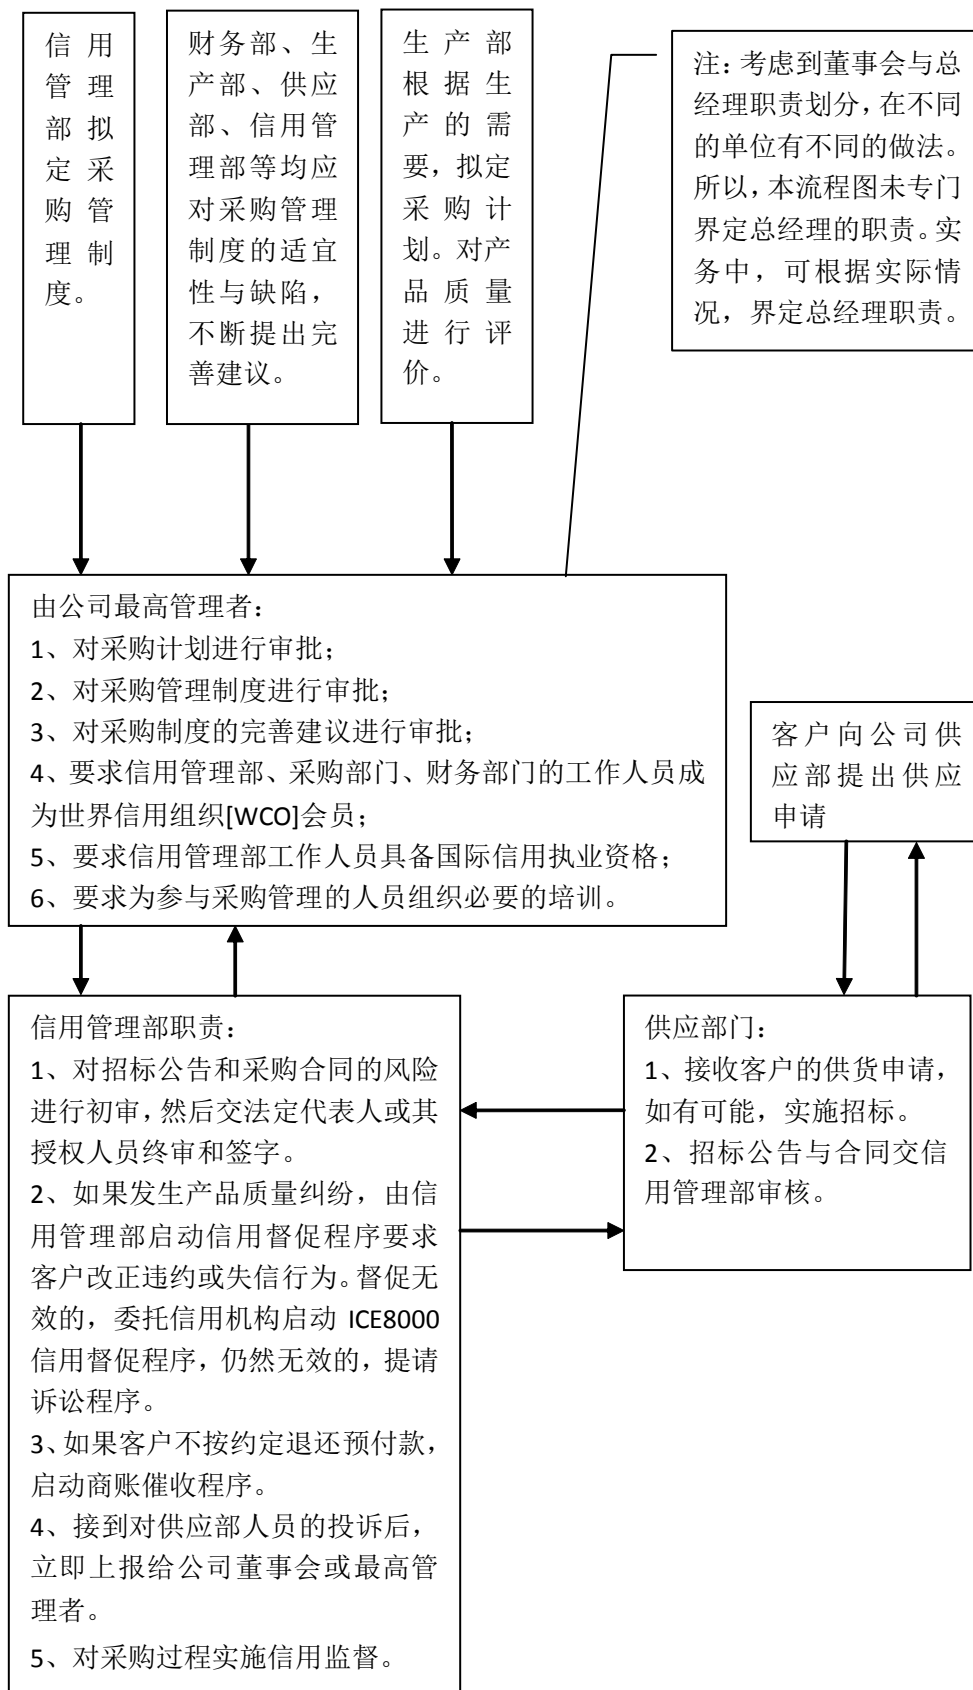 信用
管理
部拟
定采
购管
理制
度。
财务部、生
产部、供应
部、信用管
理部等均应
对采购管理
制度的适宜
性与缺陷，
不断提出完
善建议。
生产部
根据生
产的需
要，拟定
采购计
划。对产
品质量
进行评
价。
注：考虑到董事会与总
经理职责划分，在不同
的单位有不同的做法。
所以，本流程图未专门
界定总经理的职责。实
务中，可根据实际情
况，界定总经理职责。
由公司最高管理者：
1、对采购计划进行审批；
2、对采购管理制度进行审批；
3、对采购制度的完善建议进行审批；
4、要求信用管理部、采购部门、财务部门的工作人员成
为世界信用组织[WCO]会员；
5、要求信用管理部工作人员具备国际信用执业资格；
6、要求为参与采购管理的人员组织必要的培训。
客户向公司供
应部提出供应
申请
信用管理部职责：
1、对招标公告和采购合同的风险
进行初审，然后交法定代表人或其
授权人员终审和签字。
2、如果发生产品质量纠纷，由信
用管理部启动信用督促程序要求
客户改正违约或失信行为。督促无
效的，委托信用机构启动 ICE8000
信用督促程序，仍然无效的，提请
诉讼程序。
3、如果客户不按约定退还预付款，
启动商账催收程序。
4、接到对供应部人员的投诉后，
立即上报给公司董事会或最高管
理者。
5、对采购过程实施信用监督。
供应部门：
1、接收客户的供货申请，
如有可能，实施招标。
2、招标公告与合同交信
用管理部审核。